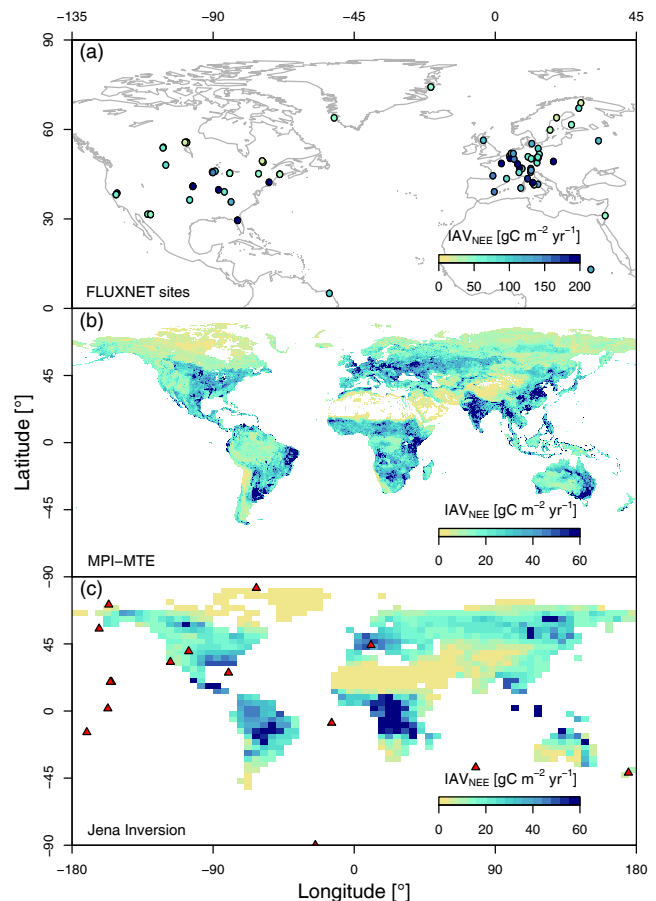 −135 −90 −45 0 45
(a)
90
60
30
0
IAV_NEE [gC m⁻² yr⁻¹]
0 50 100 150 200
FLUXNET sites
(b)
45
0
−45
−90
IAV_NEE [gC m⁻² yr⁻¹]
0 20 40 60
MPI−MTE
Latitude [°]
(c)
45
0
−45
−90
IAV_NEE [gC m⁻² yr⁻¹]
0 20 40 60
Jena Inversion
−180 −90 0 90 180
Longitude [°]